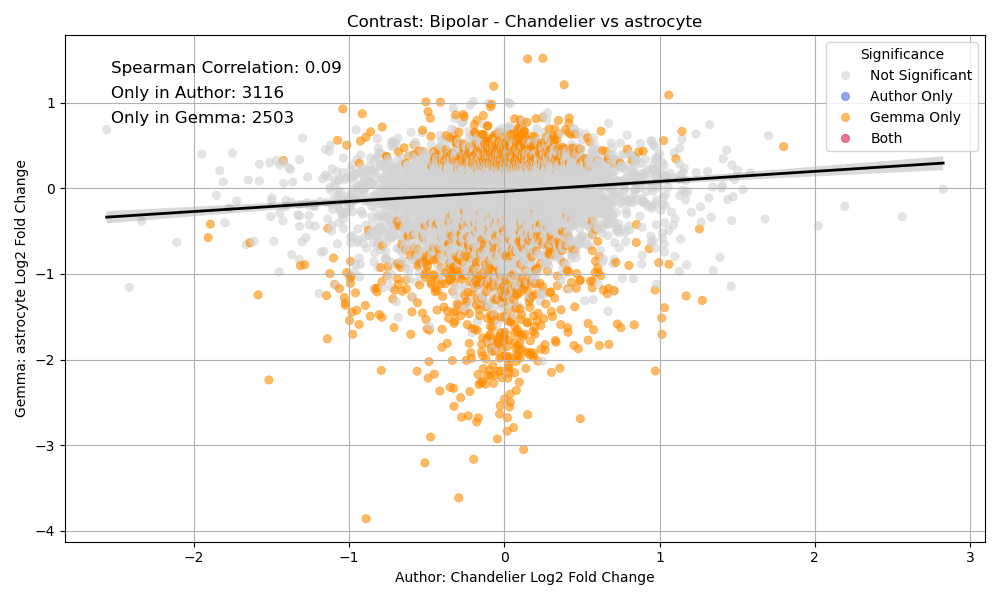 Contrast: Bipolar - Chandelier vs astrocyte
Spearman Correlation: 0.09
Only in Author: 3116
Only in Gemma: 2503
Significance
Not Significant
Author Only
Gemma Only
Both
Gemma: astrocyte Log2 Fold Change
1
0
−1
−2
−3
−4
−2
−1
0
1
2
3
Author: Chandelier Log2 Fold Change